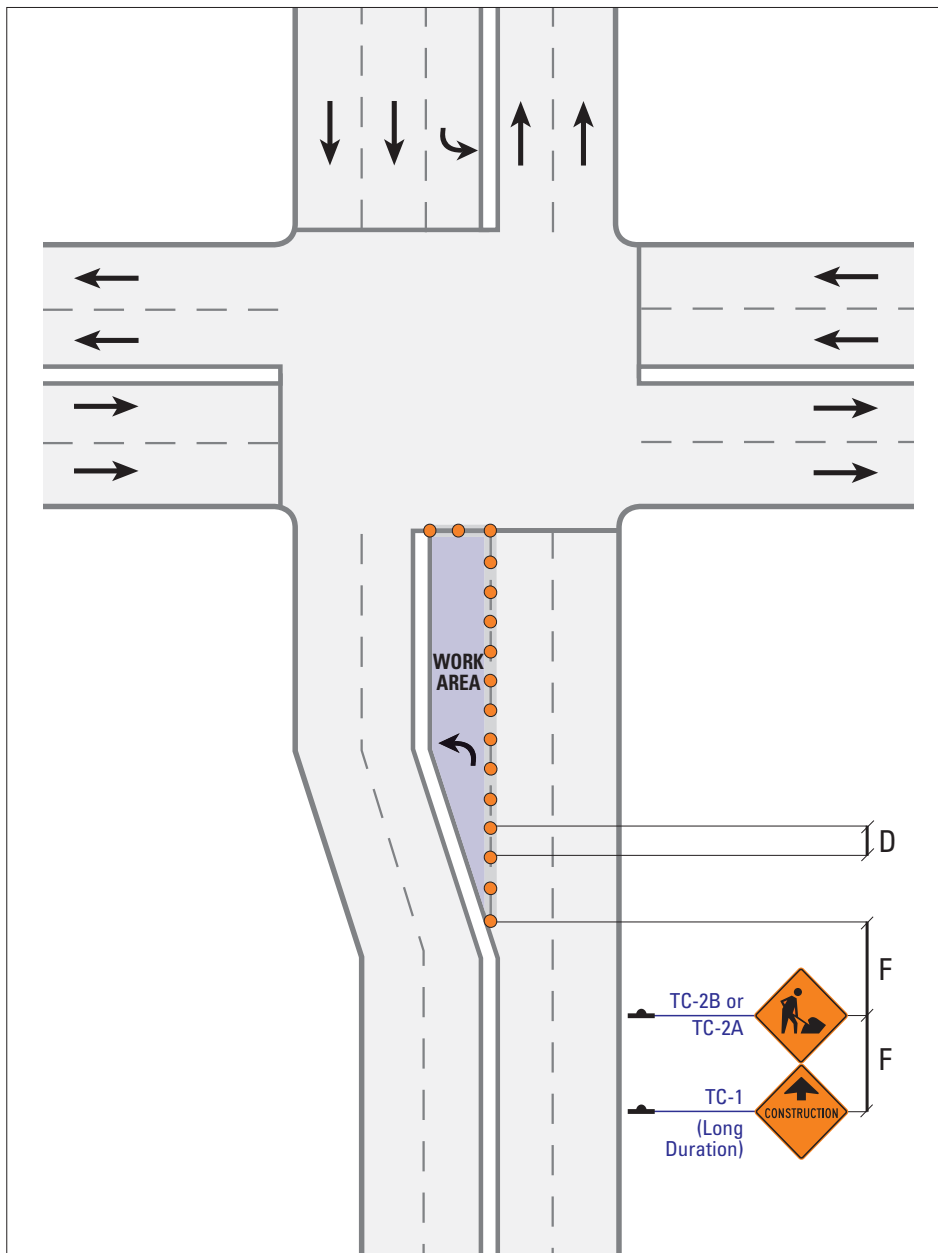 WORK
AREA
D
F
TC-2B or
TC-2A
F
TC-1
CONSTRUCTION
(Long
Duration)